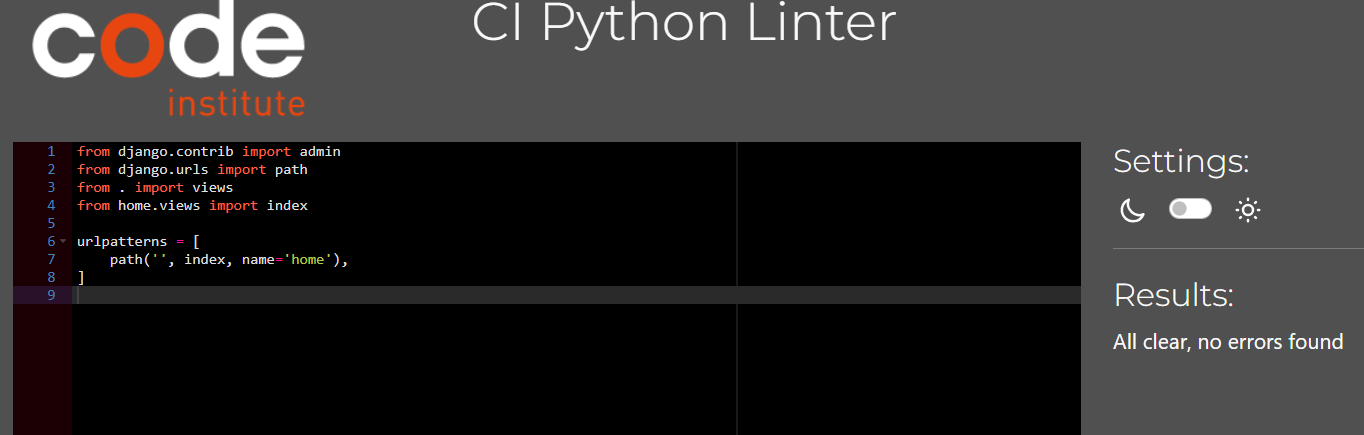 code
institute
CI Python Linter
1 from django.contrib import admin
2 from django.urls import path
3 from . import views
4 from home.views import index
5
6 urlpatterns = [
7     path('', index, name='home'),
8 ]
9
Settings:
Results:
All clear, no errors found